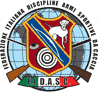 FEDERAZIONE ITALIANA DISCIPLINE ARMI SPORTIVE DA CACCIA
F.I.D.A.S.C.